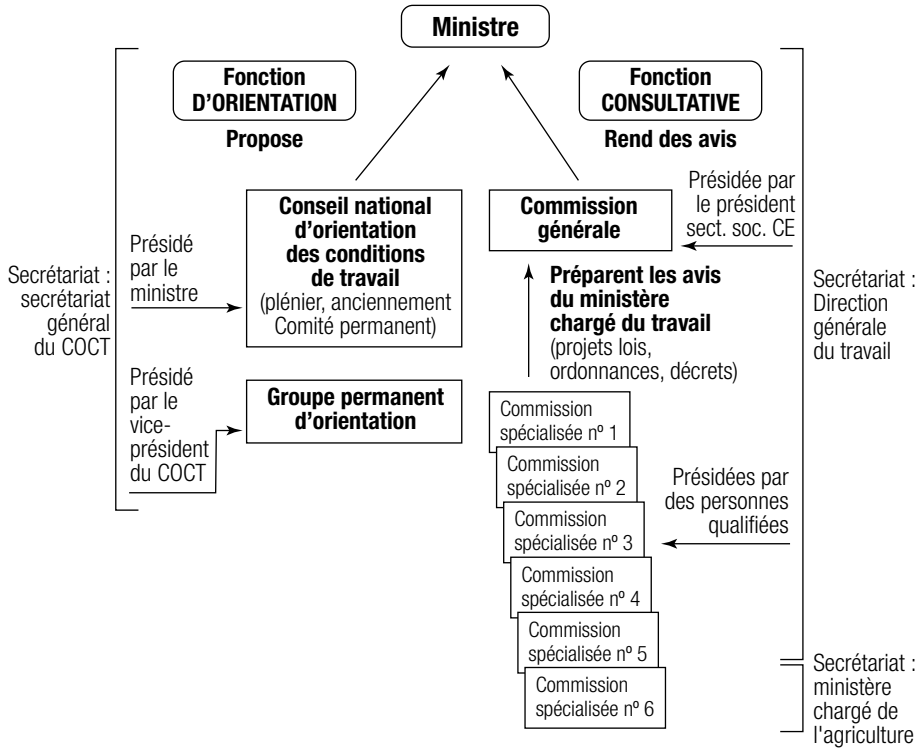 Ministre
Fonction
D'ORIENTATION
Propose
Fonction
CONSULTATIVE
Rend des avis
Secrétariat :
secrétariat
général
du COCT
Présidé
par le
ministre
Conseil national
d'orientation
des conditions
de travail
(plénier, anciennement
Comité permanent)
Présidé
par le
vice-
président
du COCT
Groupe permanent
d'orientation
Commission
générale
Présidée par
le président
sect. soc. CE
Préparent les avis
du ministère
chargé du travail
(projets lois,
ordonnances, décrets)
Commission
spécialisée nº 1
Commission
spécialisée nº 2
Commission
spécialisée nº 3
Commission
spécialisée nº 4
Commission
spécialisée nº 5
Commission
spécialisée nº 6
Présidées par
des personnes
qualifiées
Secrétariat :
Direction
générale
du travail
Secrétariat :
ministère
chargé de
l'agriculture